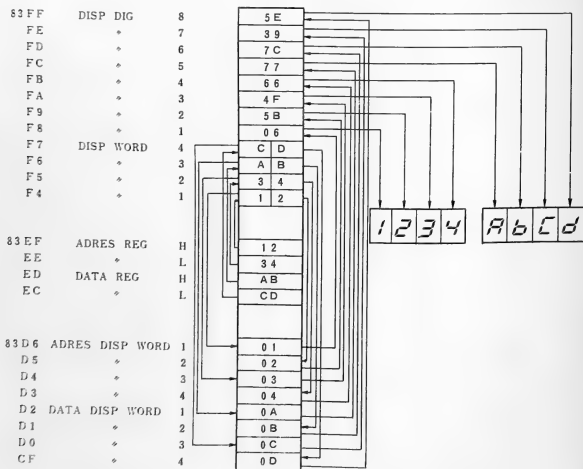 83FF DISP DIG 8 5E
FE 〃 7 39
FD 〃 6 7C
FC 〃 5 77
FB 〃 4 66
FA 〃 3 4F
F9 〃 2 5B
F8 〃 1 06
F7 DISP WORD 4 C D
F6 〃 3 A B
F5 〃 2 3 4
F4 〃 1 1 2
1 2 3 4 A b C d
83EF ADRES REG H 12
EE 〃 L 34
ED DATA REG H AB
EC 〃 L CD
83D6 ADRES DISP WORD 1 01
D5 〃 2 02
D4 〃 3 03
D3 〃 4 04
D2 DATA DISP WORD 1 0A
D1 〃 2 0B
D0 〃 3 0C
CF 〃 4 0D